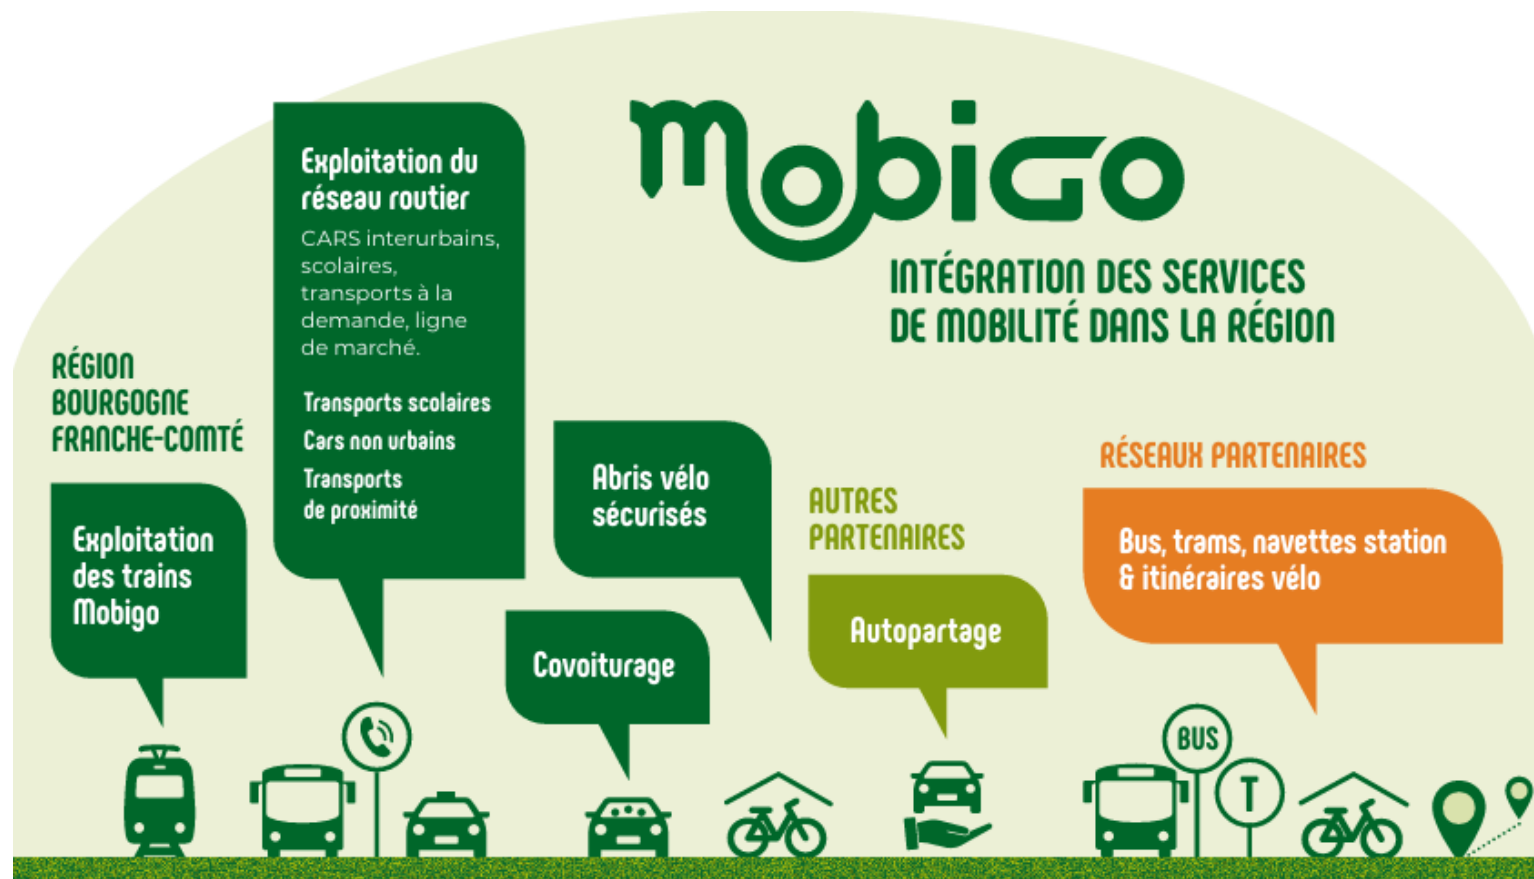 mobiGo
INTÉGRATION DES SERVICES
DE MOBILITÉ DANS LA RÉGION
RÉGION
BOURGOGNE
FRANCHE-COMTÉ
Exploitation
des trains
Mobigo
Exploitation du
réseau routier
CARS interurbains,
scolaires,
transports à la
demande, ligne
de marché.
Transports scolaires
Cars non urbains
Transports
de proximité
Abris vélo
sécurisés
Covoiturage
AUTRES
PARTENAIRES
Autopartage
RÉSEAUX PARTENAIRES
Bus, trams, navettes station
& itinéraires vélo
BUS
T